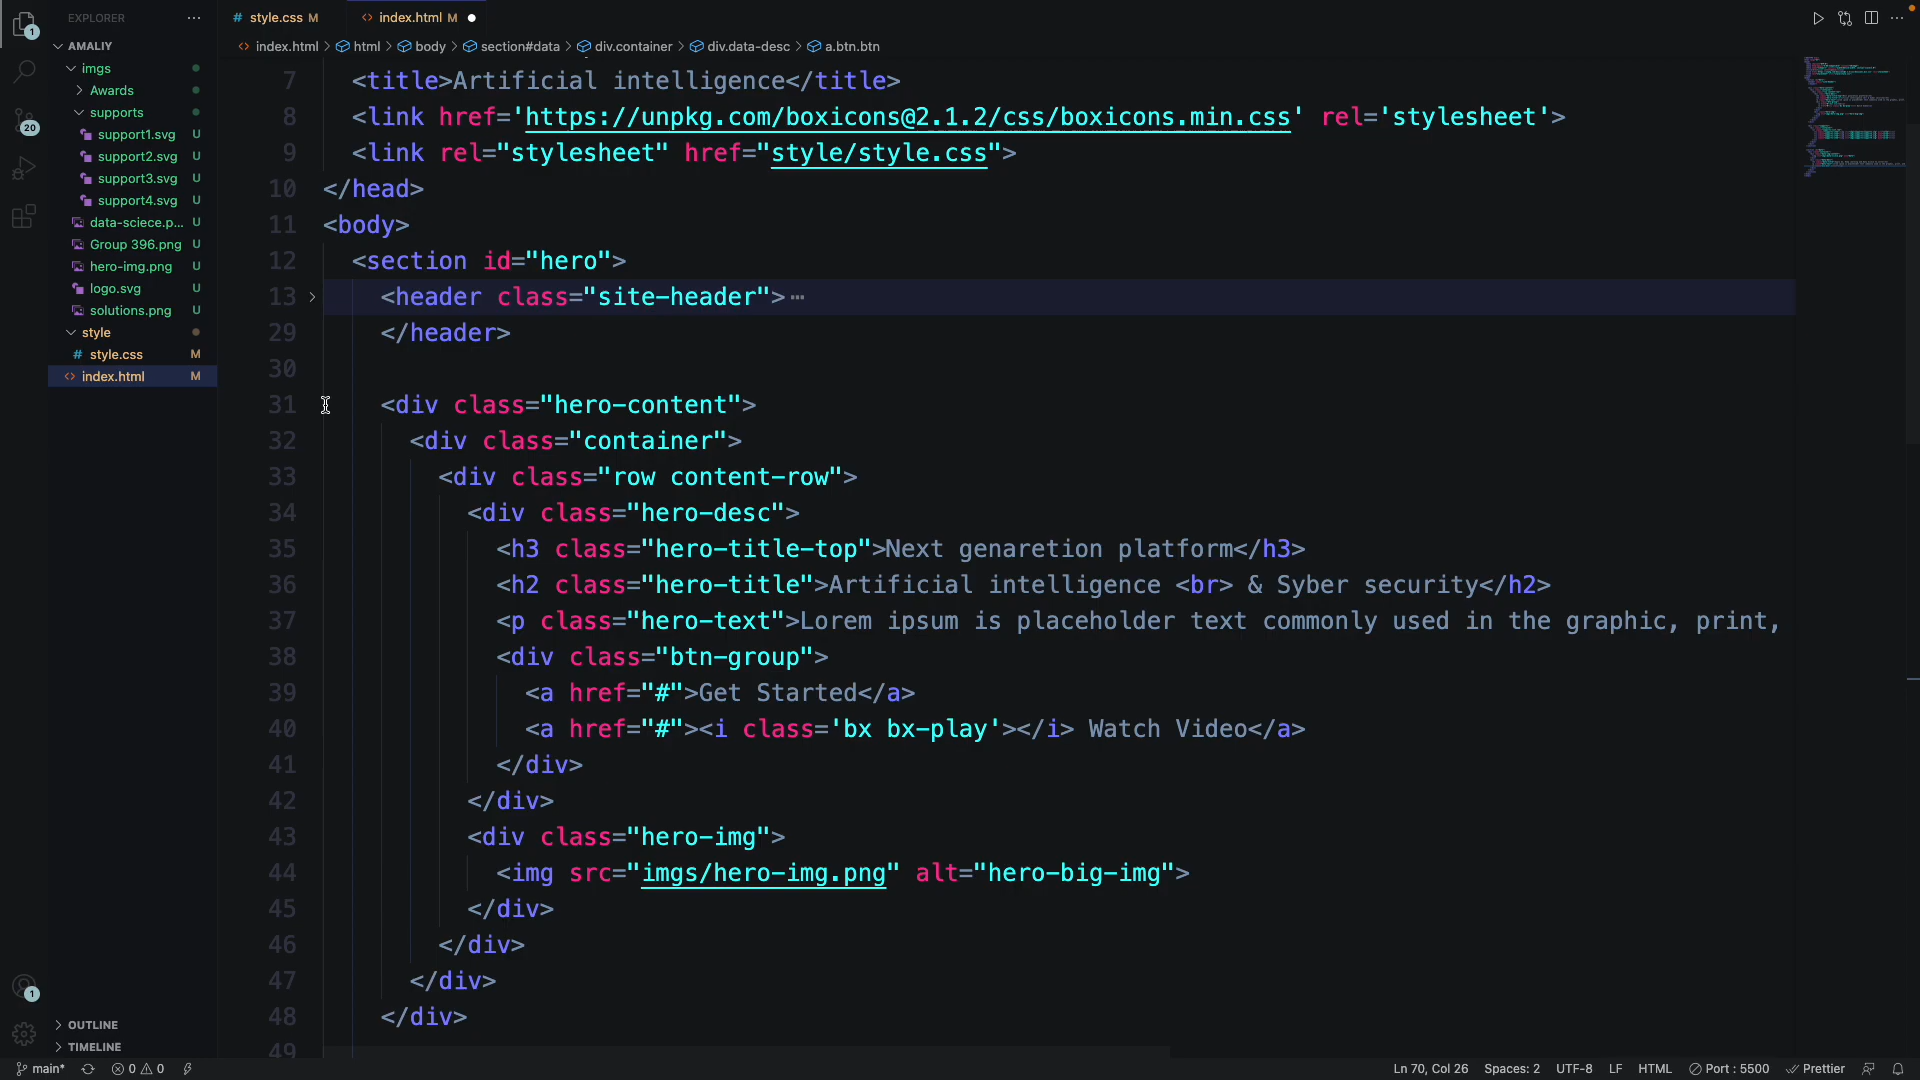 EXPLORER
AMALIY
imgs
Awards
supports
support1.svg U
support2.svg U
support3.svg U
support4.svg U
data-sciece.p... U
Group 396.png U
hero-img.png U
logo.svg U
solutions.png U
style
# style.css M
<> index.html M
OUTLINE
TIMELINE
1
20
1
# style.css M
<> index.html M
<> index.html > html > body > section#data > div.container > div.data-desc > a.btn.btn
7 <title>Artificial intelligence</title>
8 <link href='https://unpkg.com/boxicons@2.1.2/css/boxicons.min.css' rel='stylesheet'>
9 <link rel="stylesheet" href="style/style.css">
10 </head>
11 <body>
12 <section id="hero">
13 <header class="site-header">⋯
29 </header>
30
31 <div class="hero-content">
32 <div class="container">
33 <div class="row content-row">
34 <div class="hero-desc">
35 <h3 class="hero-title-top">Next genaretion platform</h3>
36 <h2 class="hero-title">Artificial intelligence <br> & Syber security</h2>
37 <p class="hero-text">Lorem ipsum is placeholder text commonly used in the graphic, print,
38 <div class="btn-group">
39 <a href="#">Get Started</a>
40 <a href="#"><i class='bx bx-play'></i> Watch Video</a>
41 </div>
42 </div>
43 <div class="hero-img">
44 <img src="imgs/hero-img.png" alt="hero-big-img">
45 </div>
46 </div>
47 </div>
48 </div>
49
main* 0 0 Ln 70, Col 26 Spaces: 2 UTF-8 LF HTML Port : 5500 Prettier